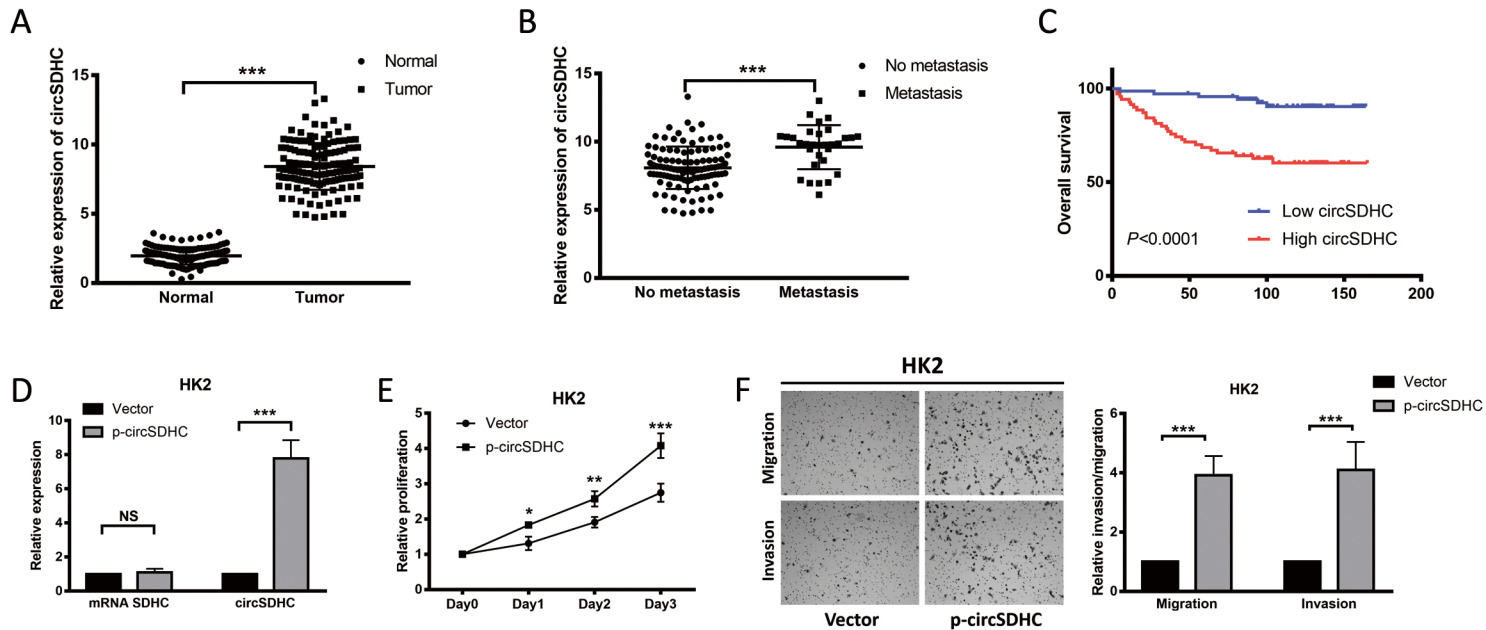 A
Relative expression of circSDHC
15
10
5
0
***
Normal
Tumor
Normal
Tumor
B
Relative expression of circSDHC
15
10
5
0
***
No metastasis
Metastasis
No metastasis
Metastasis
C
Overall survival
100
50
0
0
50
100
150
200
Low circSDHC
High circSDHC
P<0.0001
D
HK2
Vector
p-circSDHC
Relative expression
10
8
6
4
2
0
NS
***
mRNA SDHC
circSDHC
E
HK2
Vector
p-circSDHC
Relative proliferation
5
4
3
2
1
0
*
**
***
Day0
Day1
Day2
Day3
F
HK2
Migration
Invasion
Vector
p-circSDHC
HK2
Vector
p-circSDHC
Relative invasion/migration
6
4
2
0
***
***
Migration
Invasion